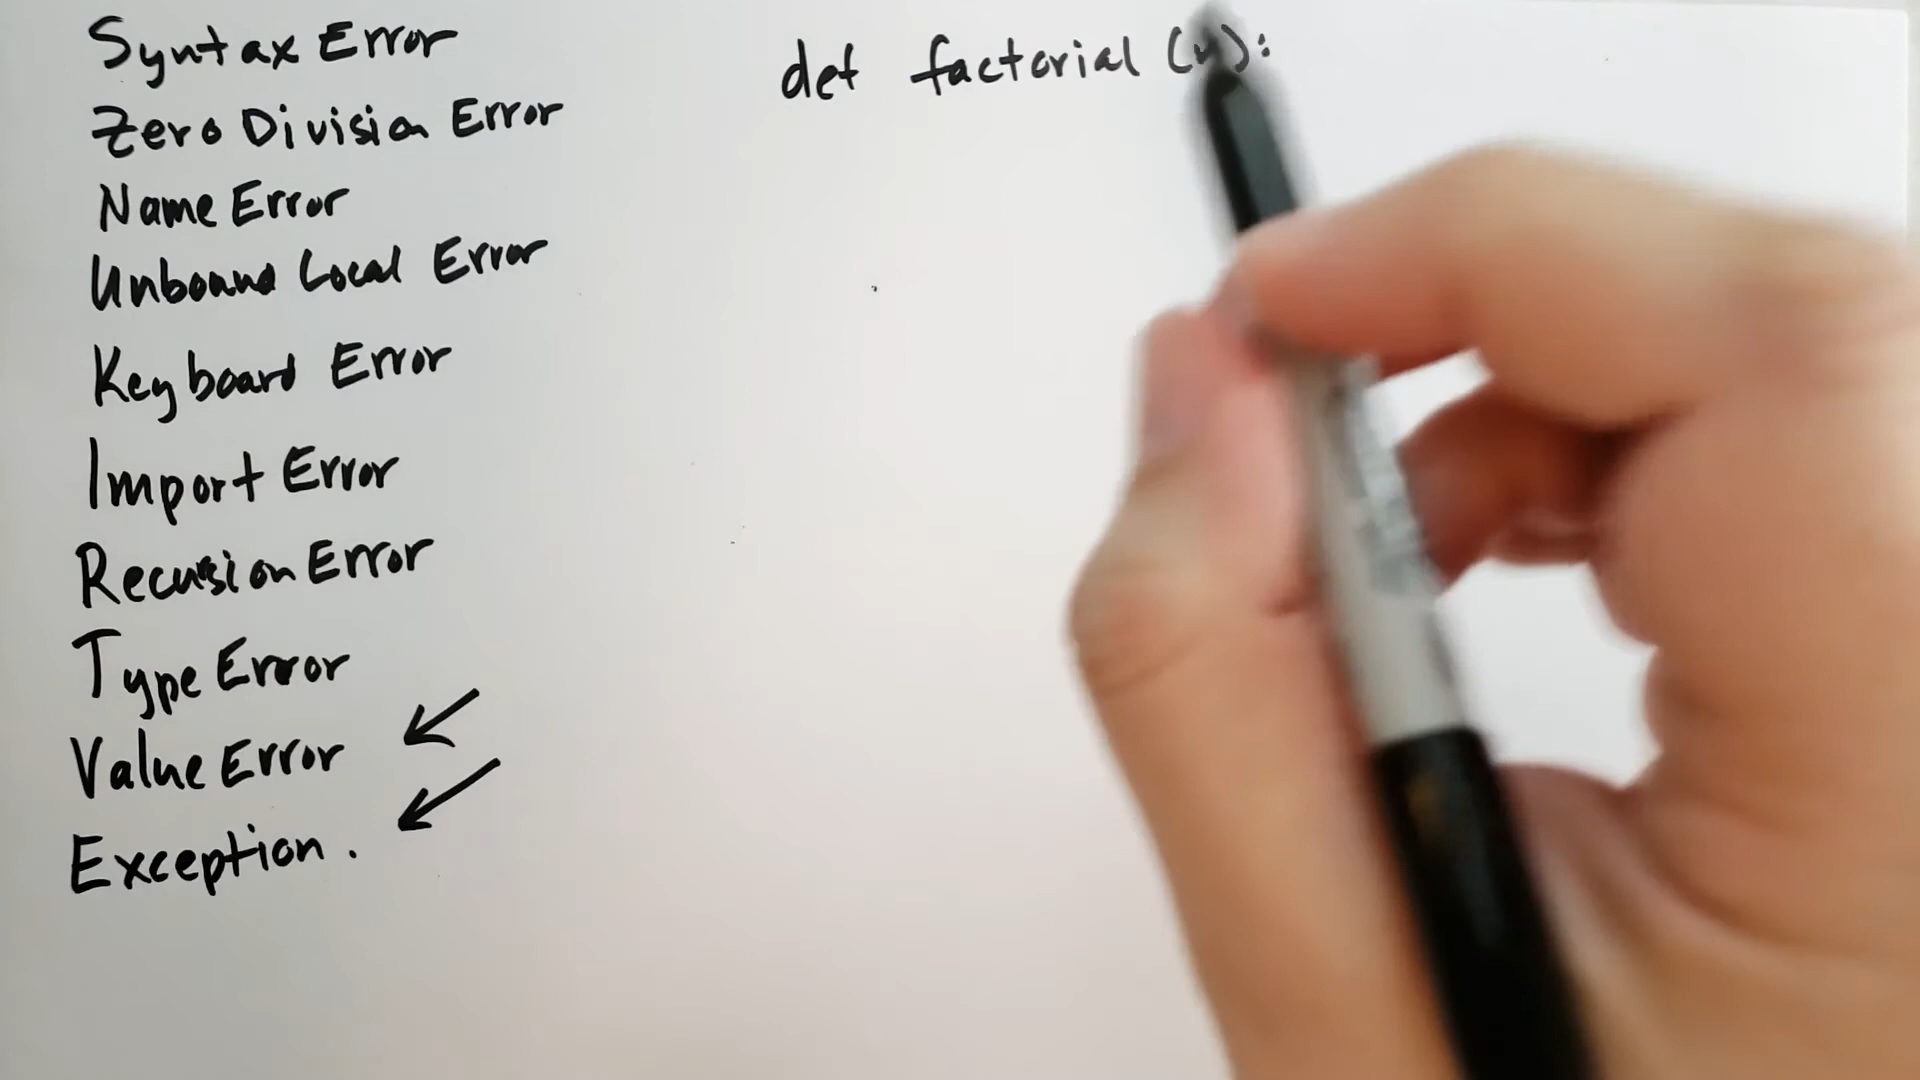 Syntax Error
Zero Division Error
Name Error
Unbound Local Error
Keyboard Error
Import Error
Recursion Error
Type Error
Value Error
Exception.
def factorial (n):